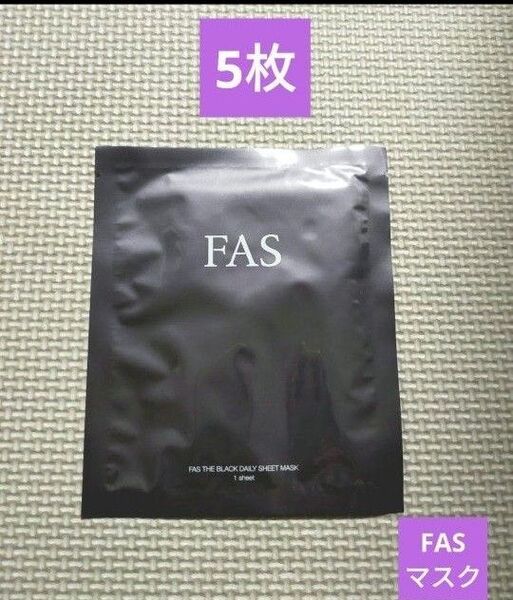 5枚
FAS
FAS THE BLACK DAILY SHEET MASK
1 sheet
FAS
マスク